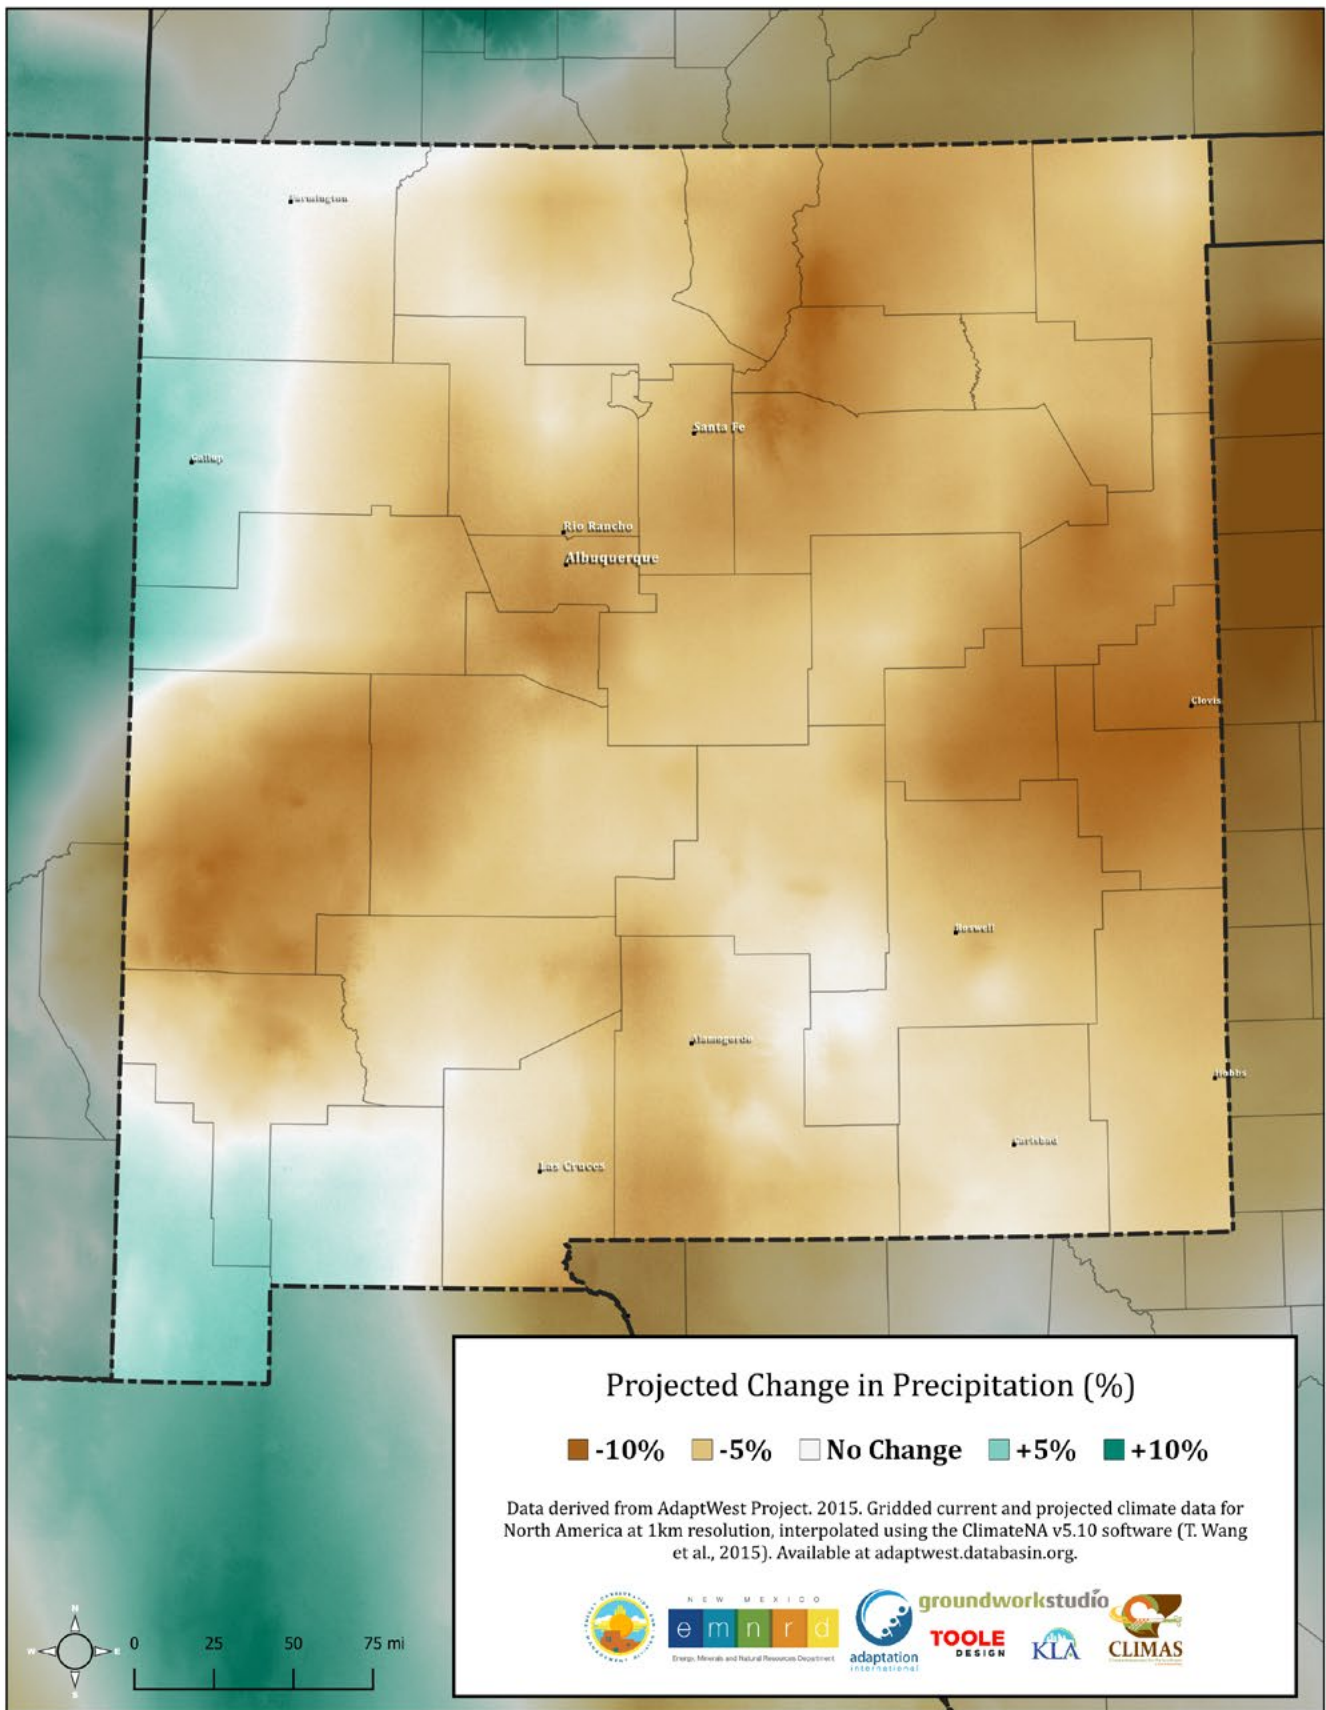 Farmington
Gallup
Santa Fe
Rio Rancho
Albuquerque
Clovis
Roswell
Alamogordo
Hobbs
Carlsbad
Las Cruces
Projected Change in Precipitation (%)
-10% -5% No Change +5% +10%
Data derived from AdaptWest Project. 2015. Gridded current and projected climate data for
North America at 1km resolution, interpolated using the ClimateNA v5.10 software (T. Wang
et al., 2015). Available at adaptwest.databasin.org.
N
W E
S
0 25 50 75 mi
NEW MEXICO
e m n r d
Energy, Minerals and Natural Resources Department
adaptation
international
groundworkstudio
TOOLE
DESIGN
KLA
CLIMAS